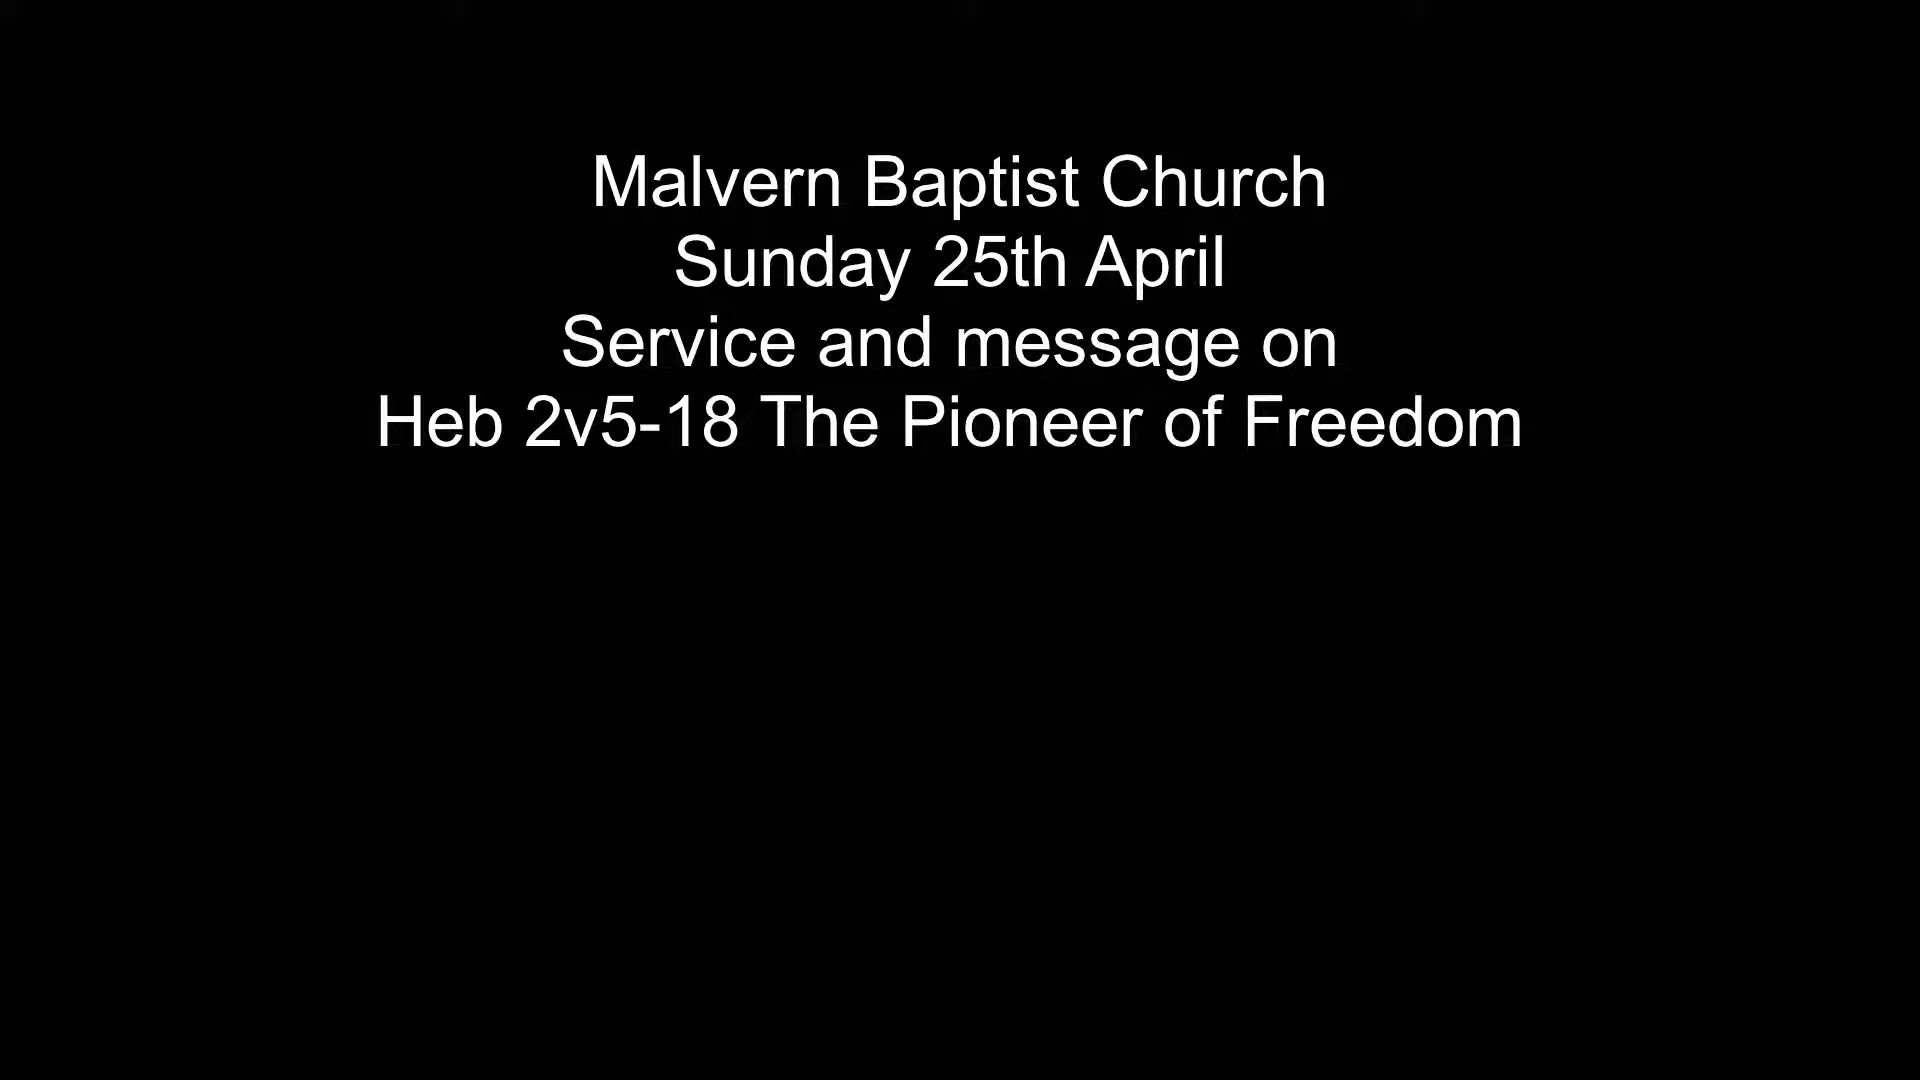 Malvern Baptist Church
Sunday 25th April
Service and message on
Heb 2v5-18 The Pioneer of Freedom